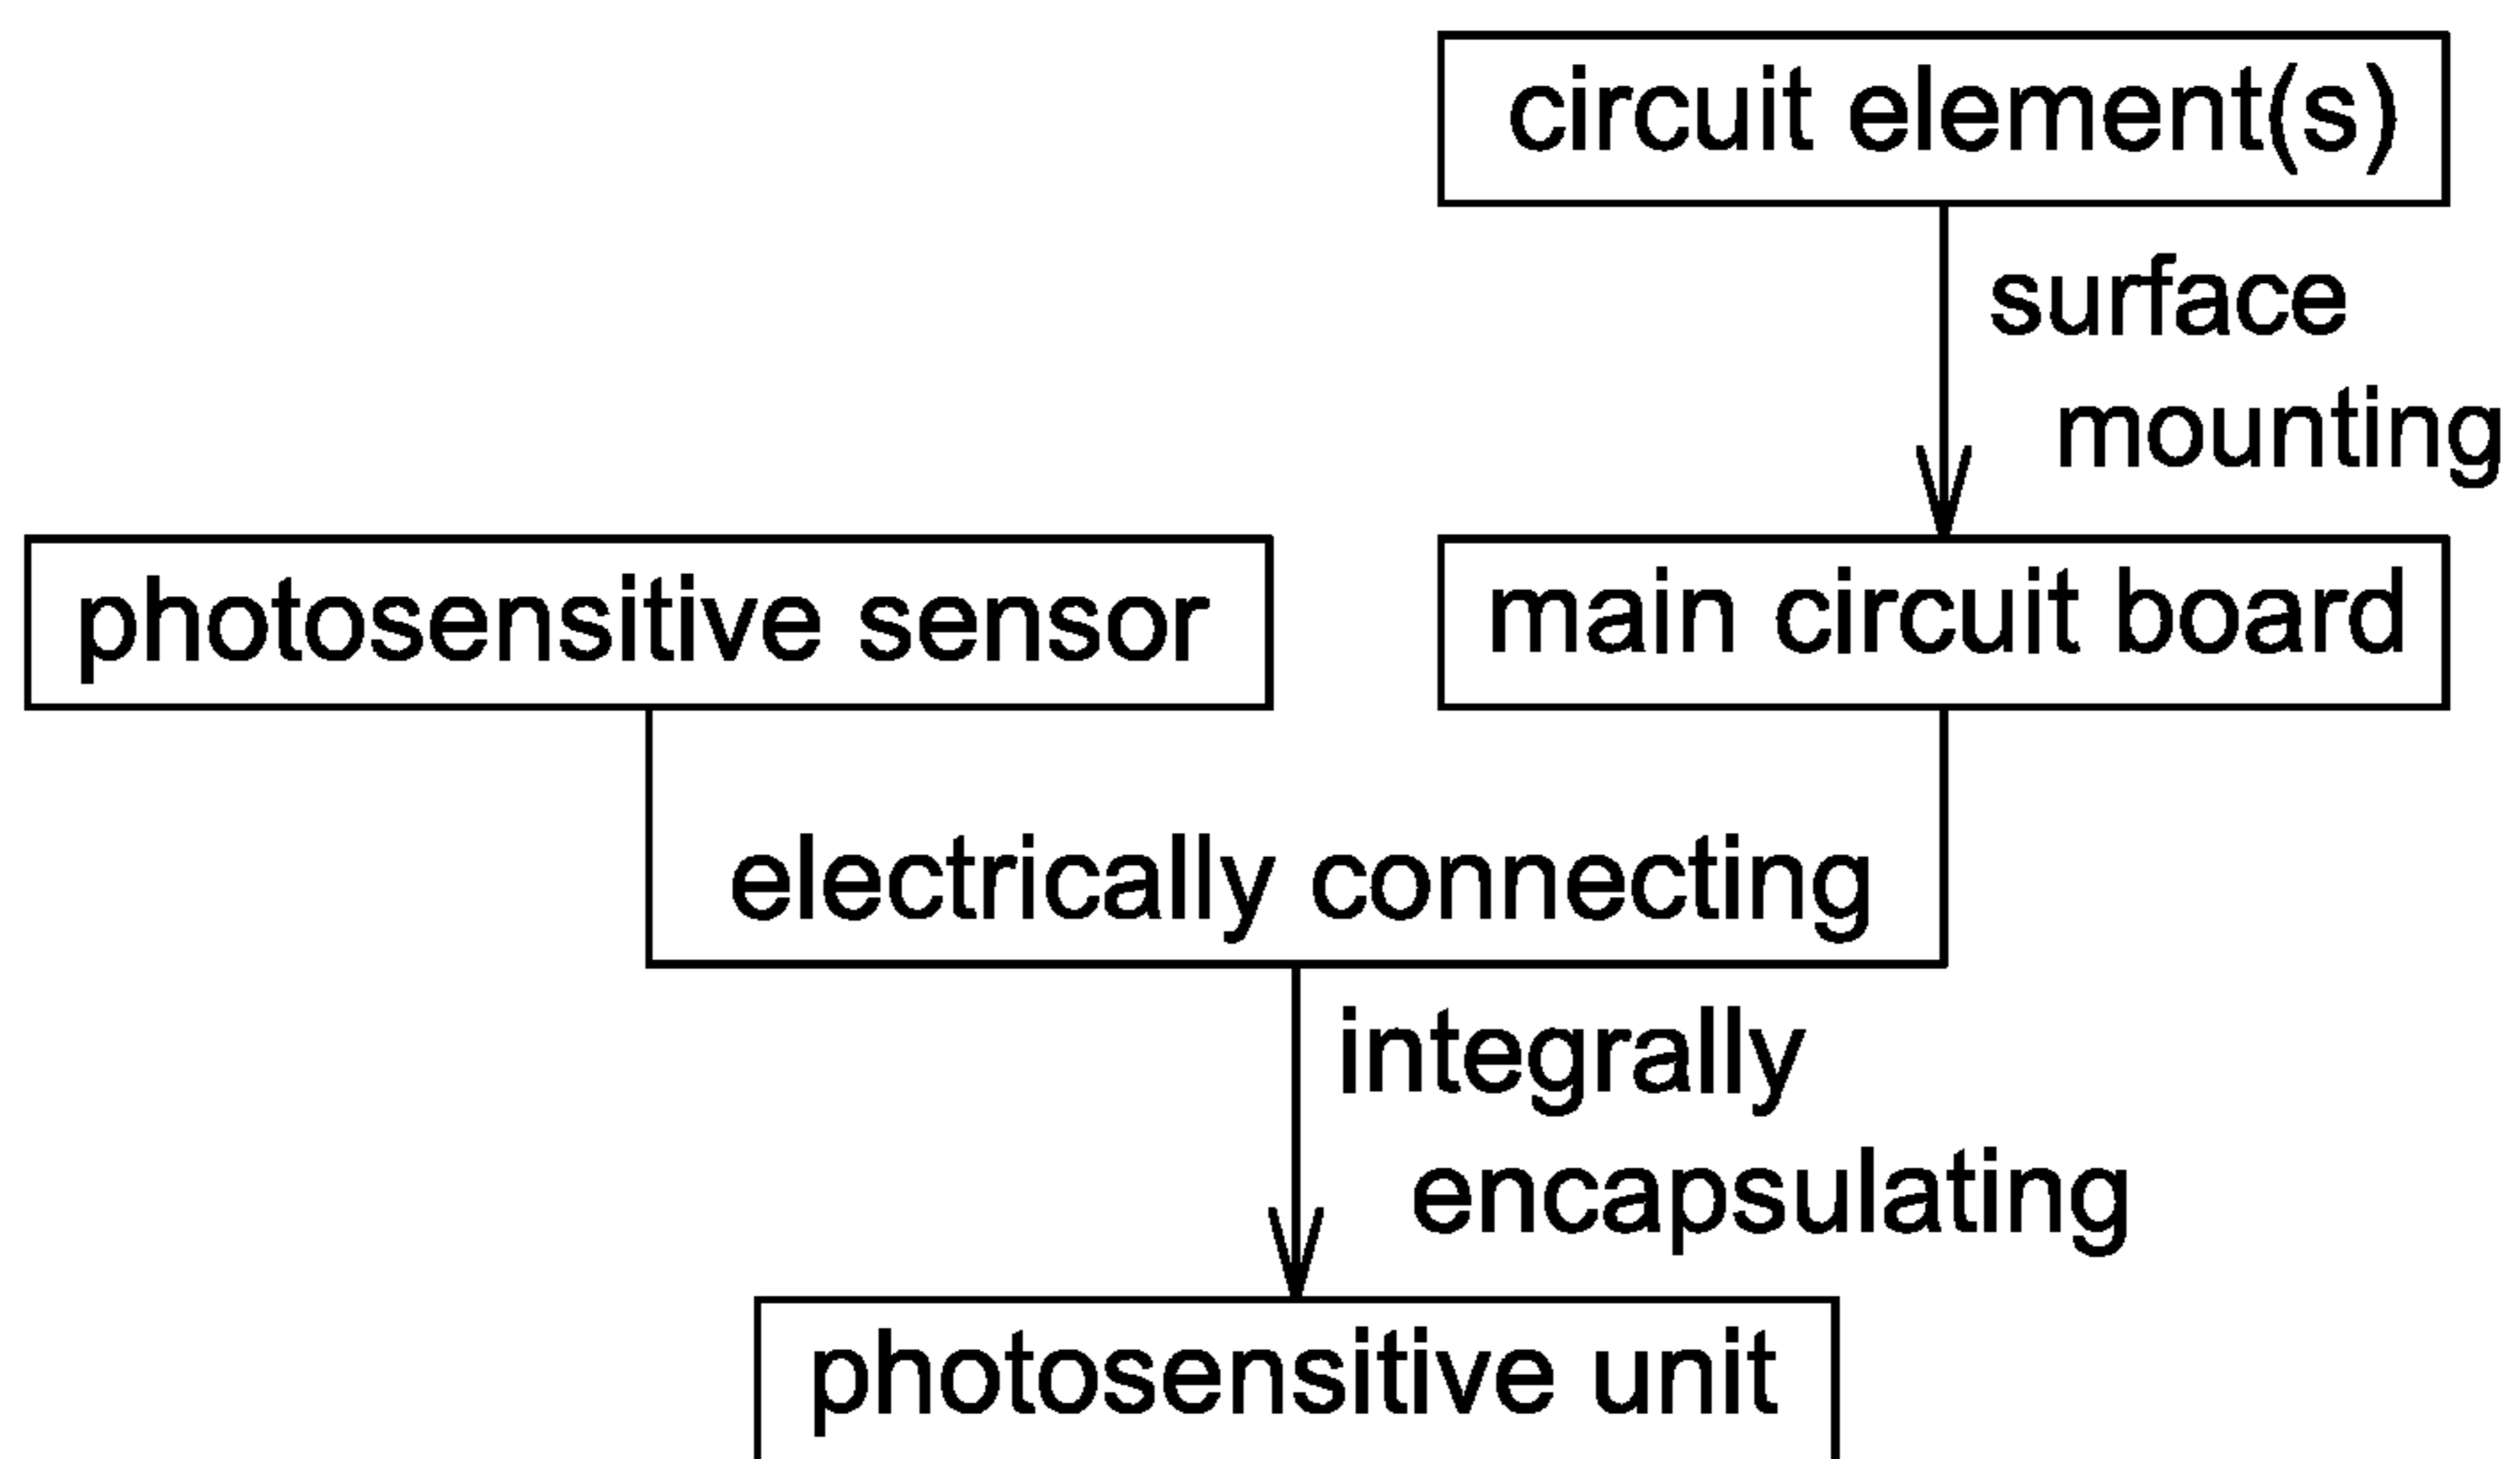 circuit element(s)
surface
mounting
photosensitive sensor
main circuit board
electrically connecting
integrally
encapsulating
photosensitive unit